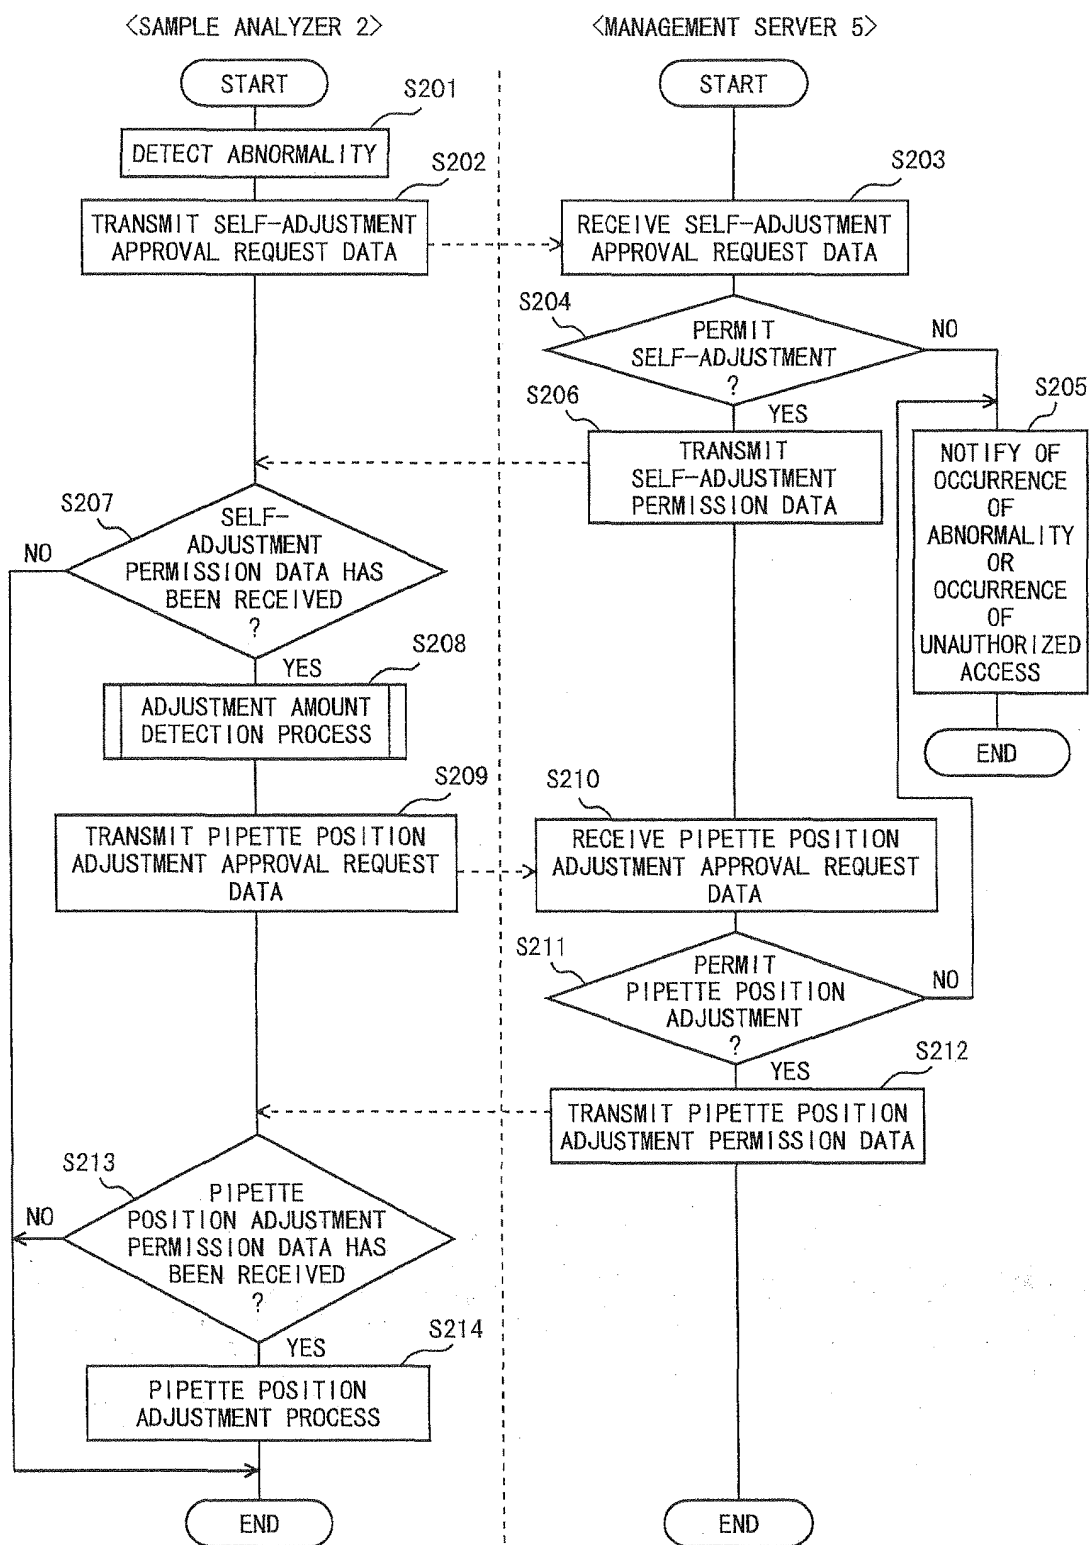 <SAMPLE ANALYZER 2>
<MANAGEMENT SERVER 5>
START
START
S201
DETECT ABNORMALITY
S202
TRANSMIT SELF-ADJUSTMENT
APPROVAL REQUEST DATA
S203
RECEIVE SELF-ADJUSTMENT
APPROVAL REQUEST DATA
S204
PERMIT
SELF-ADJUSTMENT
?
NO
YES
S205
NOTIFY OF
OCCURRENCE
OF
ABNORMALITY
OR
OCCURRENCE
OF
UNAUTHORIZED
ACCESS
END
S206
TRANSMIT
SELF-ADJUSTMENT
PERMISSION DATA
S207
SELF-
ADJUSTMENT
PERMISSION DATA HAS
BEEN RECEIVED
?
NO
YES
S208
ADJUSTMENT AMOUNT
DETECTION PROCESS
S209
TRANSMIT PIPETTE POSITION
ADJUSTMENT APPROVAL REQUEST
DATA
S210
RECEIVE PIPETTE POSITION
ADJUSTMENT APPROVAL REQUEST
DATA
S211
PERMIT
PIPETTE POSITION
ADJUSTMENT
?
NO
YES
S212
TRANSMIT PIPETTE POSITION
ADJUSTMENT PERMISSION DATA
S213
PIPETTE
POSITION ADJUSTMENT
PERMISSION DATA HAS
BEEN RECEIVED
?
NO
YES
S214
PIPETTE POSITION
ADJUSTMENT PROCESS
END
END